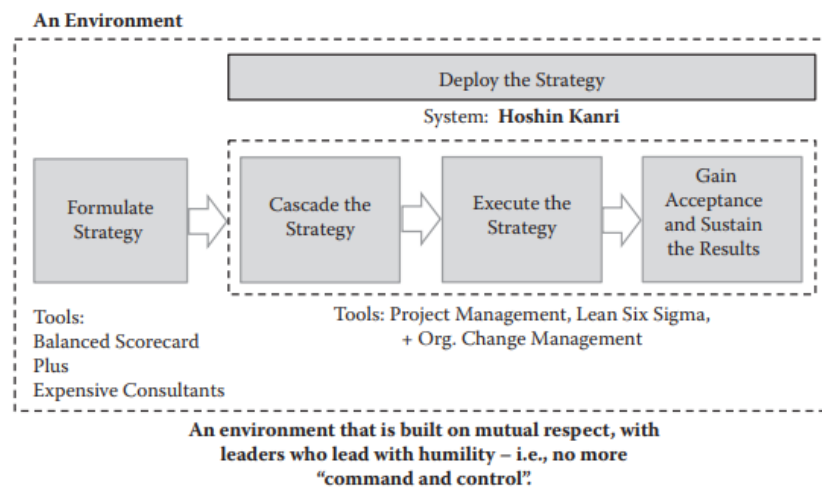 An Environment
Deploy the Strategy
System: Hoshin Kanri
Formulate
Strategy
Cascade the
Strategy
Execute the
Strategy
Gain
Acceptance
and Sustain
the Results
Tools:
Balanced Scorecard
Plus
Expensive Consultants
Tools: Project Management, Lean Six Sigma,
+ Org. Change Management
An environment that is built on mutual respect, with
leaders who lead with humility – i.e., no more
“command and control”.